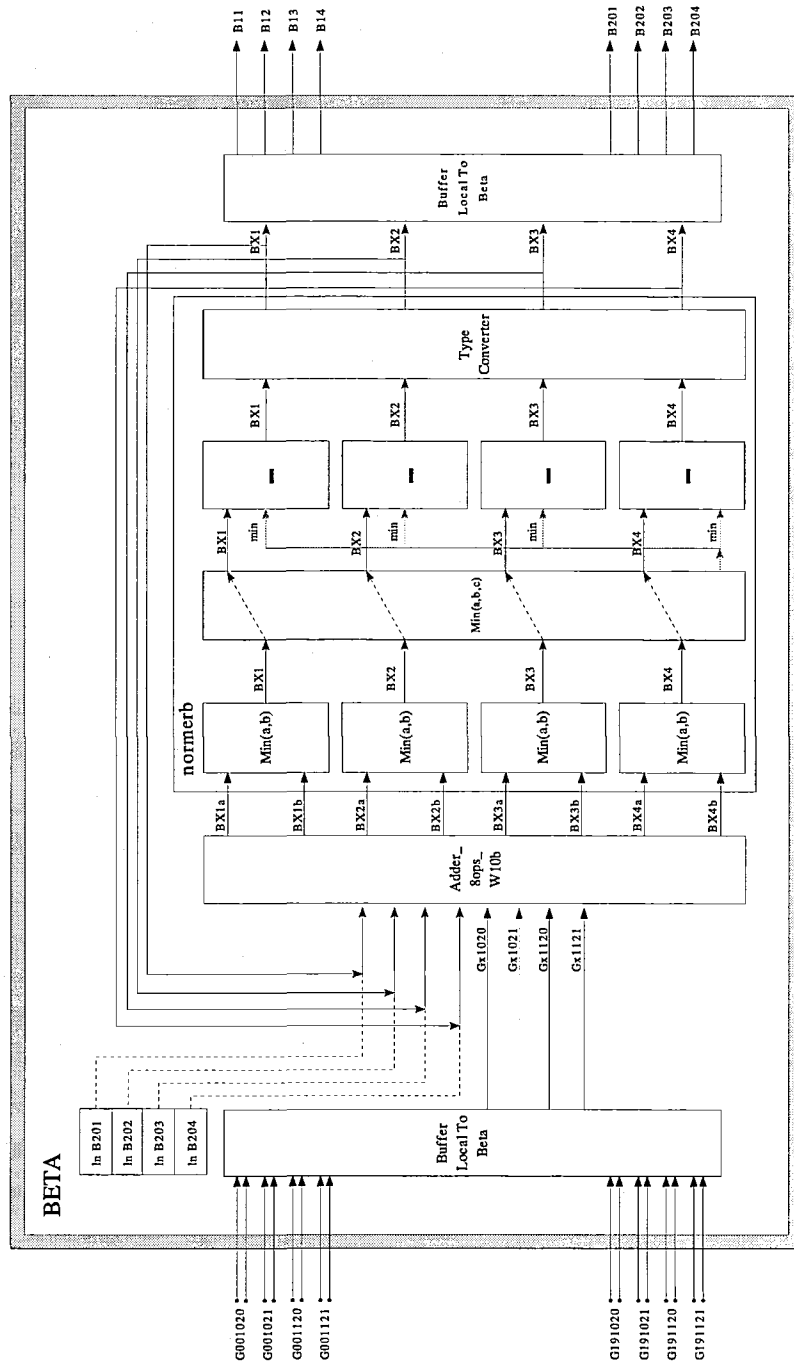 BETA
G001020
G001021
G001120
G001121
G191020
G191021
G191120
G191121
In B201
In B202
In B203
In B204
Buffer
Local To
Beta
Gx1020
Gx1021
Gx1120
Gx1121
Adder_
8ops_
W10b
BX1a
BX1b
BX2a
BX2b
BX3a
BX3b
BX4a
BX4b
normerb
Min(a,b)
Min(a,b)
Min(a,b)
Min(a,b)
BX1
BX2
BX3
BX4
Min(a,b,c)
BX1
min
BX2
min
BX3
min
BX4
min
BX1
BX2
BX3
BX4
Type
Converter
BX1
BX2
BX3
BX4
Buffer
Local To
Beta
B11
B12
B13
B14
B201
B202
B203
B204